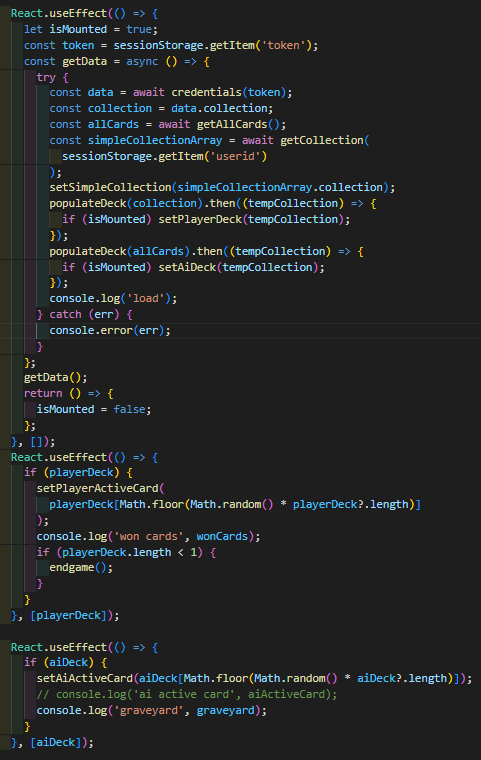 React.useEffect(() => {
let isMounted = true;
const token = sessionStorage.getItem('token');
const getData = async () => {
try {
const data = await credentials(token);
const collection = data.collection;
const allCards = await getAllCards();
const simpleCollectionArray = await getCollection(
sessionStorage.getItem('userid')
);
setSimpleCollection(simpleCollectionArray.collection);
populateDeck(collection).then((tempCollection) => {
if (isMounted) setPlayerDeck(tempCollection);
});
populateDeck(allCards).then((tempCollection) => {
if (isMounted) setAiDeck(tempCollection);
});
console.log('load');
} catch (err) {
console.error(err);
}
};
getData();
return () => {
isMounted = false;
};
}, []);
React.useEffect(() => {
if (playerDeck) {
setPlayerActiveCard(
playerDeck[Math.floor(Math.random() * playerDeck?.length)]
);
console.log('won cards', wonCards);
if (playerDeck.length < 1) {
endgame();
}
}
}, [playerDeck]);
React.useEffect(() => {
if (aiDeck) {
setAiActiveCard(aiDeck[Math.floor(Math.random() * aiDeck?.length)]);
// console.log('ai active card', aiActiveCard);
console.log('graveyard', graveyard);
}
}, [aiDeck]);